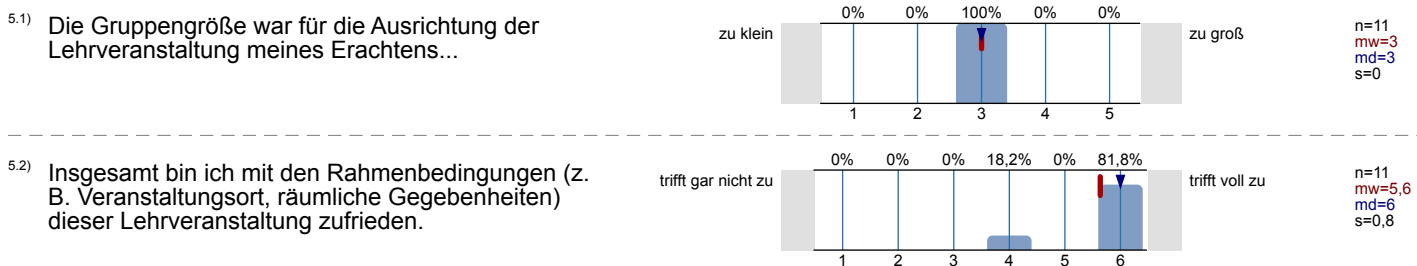 5.1) Die Gruppengröße war für die Ausrichtung der
Lehrveranstaltung meines Erachtens...
0% 0% 100% 0% 0%
zu klein
zu groß
1 2 3 4 5
n=11
mw=3
md=3
s=0
5.2) Insgesamt bin ich mit den Rahmenbedingungen (z.
B. Veranstaltungsort, räumliche Gegebenheiten)
dieser Lehrveranstaltung zufrieden.
0% 0% 0% 18,2% 0% 81,8%
trifft gar nicht zu
trifft voll zu
1 2 3 4 5 6
n=11
mw=5,6
md=6
s=0,8